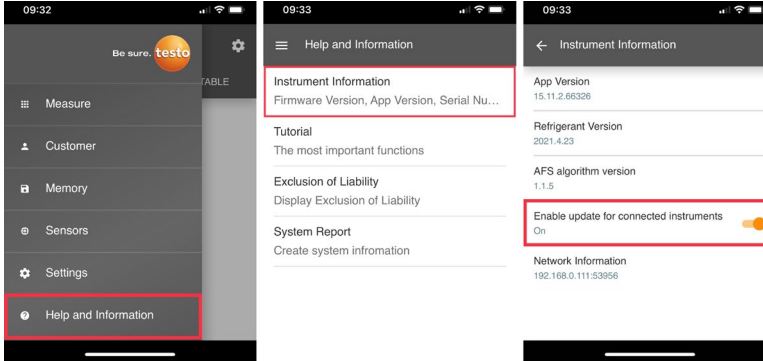 09:32
Be sure. testo
TABLE
Measure
Customer
Memory
Sensors
Settings
Help and Information
09:33
Help and Information
Instrument Information
Firmware Version, App Version, Serial Nu...
Tutorial
The most important functions
Exclusion of Liability
Display Exclusion of Liability
System Report
Create system infromation
09:33
Instrument Information
App Version
15.11.2.66326
Refrigerant Version
2021.4.23
AFS algorithm version
1.1.5
Enable update for connected instruments
On
Network Information
192.168.0.111:53956